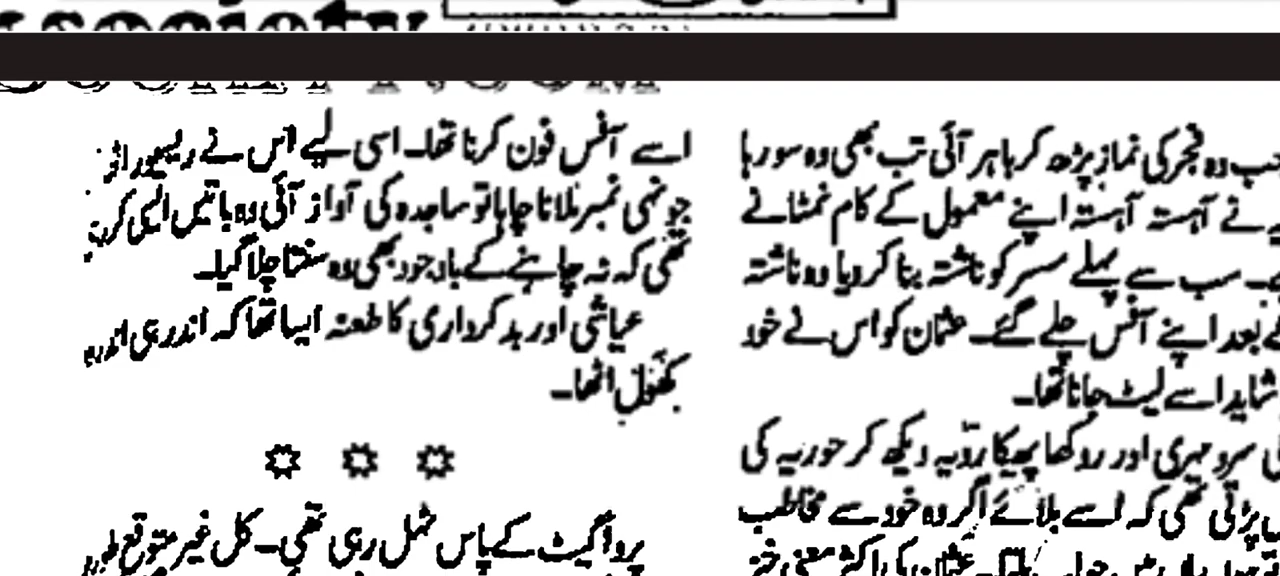 society
جب وہ فجر کی نماز پڑھ کر باہر آئی تب بھی وہ سو رہا
نے آہستہ آہستہ اپنے معمول کے کام نمٹانے
سب سے پہلے سسر کو ناشتہ بنا کر دیا وہ ناشتہ
بعد اپنے آفس چلے گئے۔ عثمان کو اس نے خود
شاید اسے لیٹ جانا تھا۔
سرد مہری اور روکھا پھیکا رویہ دیکھ کر حوریہ کی
پڑتی تھی کہ اسے بلائے اگر وہ خود سے مخاطب
اسے آفس فون کرنا تھا۔ اسی لیے اس نے ریسیور
جونہی نمبر ملانا چاہا تو ساجدہ کی آواز آئی وہ باتیں ایسی
تھی کہ نہ چاہنے کے باوجود بھی وہ سنتا چلا گیا۔
عیاشی اور بدکرداری کا طعنہ ایسا تھا کہ اندر ہی اندر
کھول اٹھا۔
پروا گیٹ کے پاس ٹہل رہی تھی۔ کل غیر متوقع طور